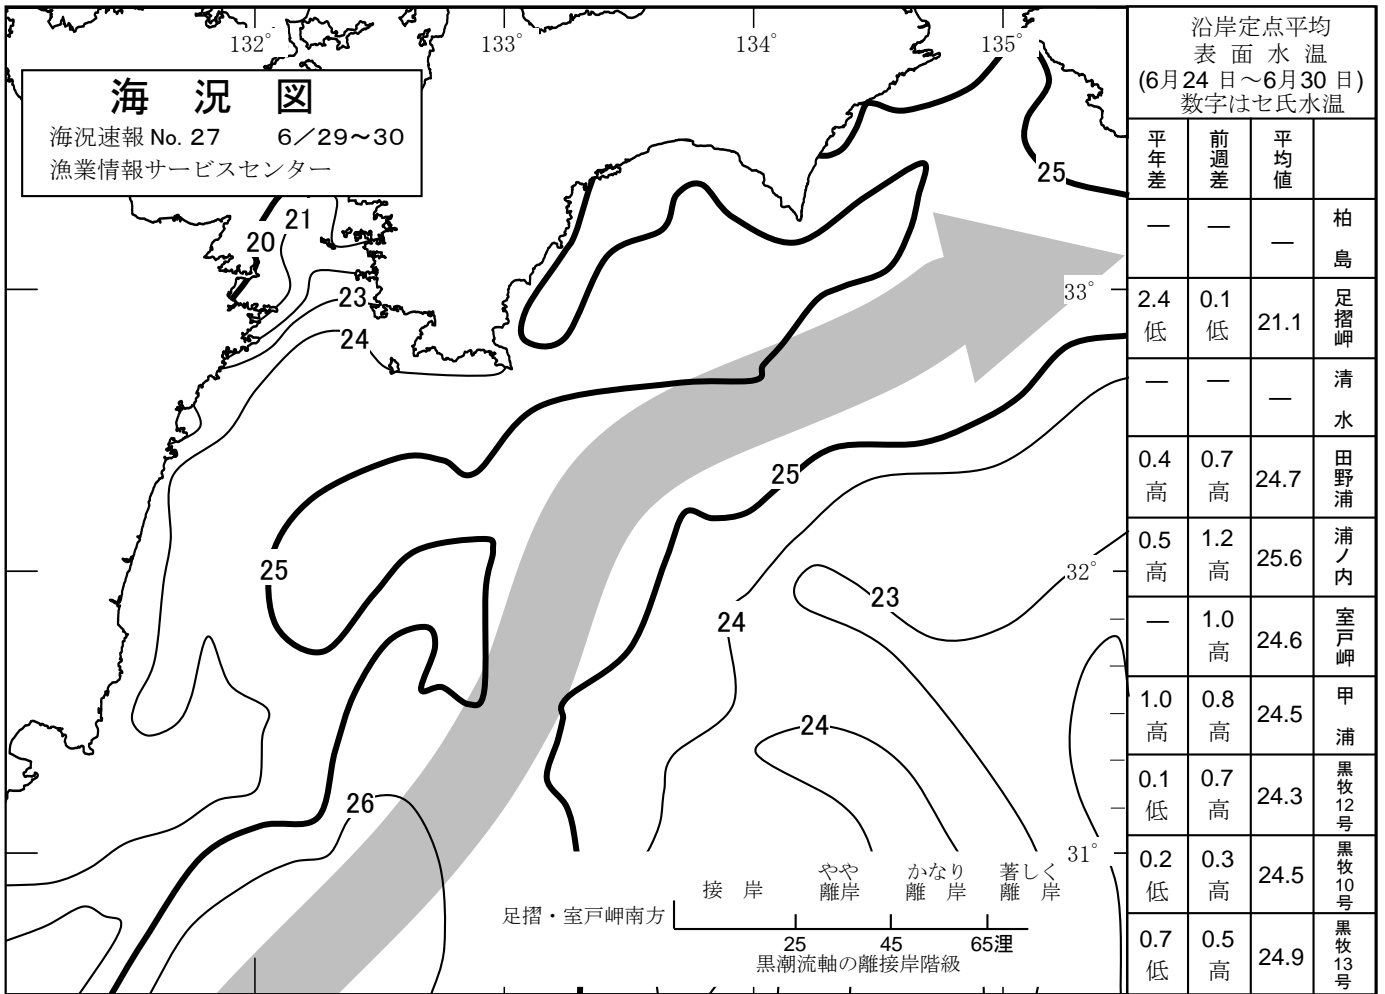 海 況 図
海況速報 No. 27 6／29～30
漁業情報サービスセンター
132°
133°
134°
135°
33°
32°
31°
20
21
23
24
25
25
25
26
24
23
24
接 岸
やや離岸
かなり離 岸
著しく離 岸
足摺・室戸岬南方
25 45 65浬
黒潮流軸の離接岸階級
沿岸定点平均
表 面 水 温
(6月24 日～6月30 日)
数字はセ氏水温
平年差 前週差 平均値
― ― ― 柏 島
2.4低 0.1低 21.1 足摺岬
― ― ― 清 水
0.4高 0.7高 24.7 田野浦
0.5高 1.2高 25.6 浦ノ内
― 1.0高 24.6 室戸岬
1.0高 0.8高 24.5 甲 浦
0.1低 0.7高 24.3 黒牧12号
0.2低 0.3高 24.5 黒牧10号
0.7低 0.5高 24.9 黒牧13号